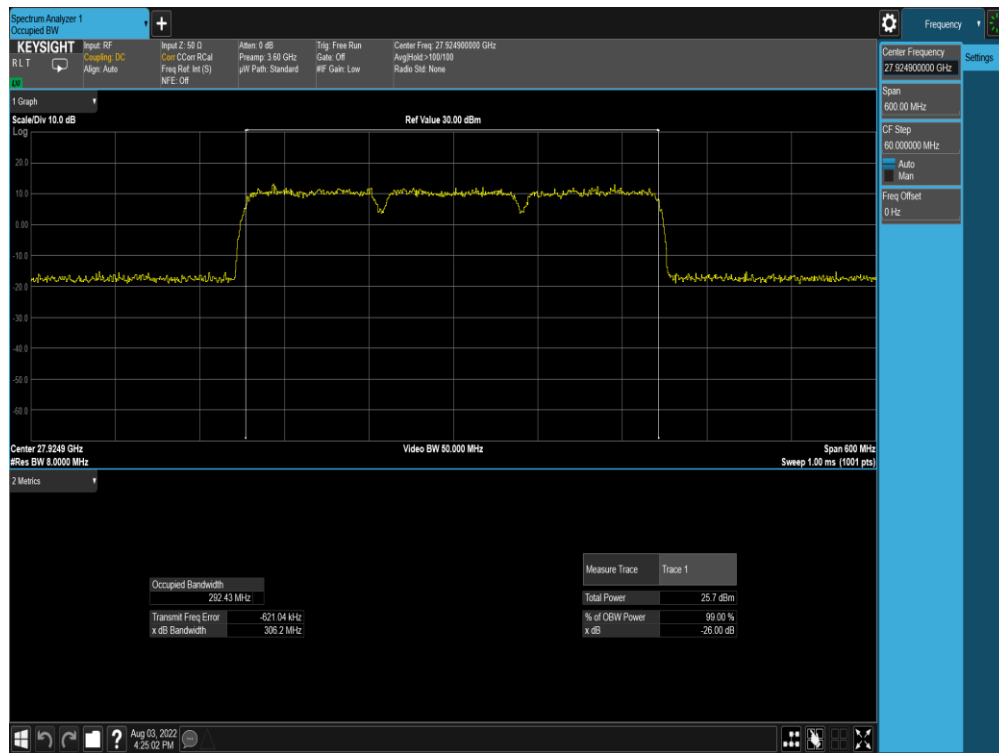 Spectrum Analyzer 1
Occupied BW
+
Frequency
KEYSIGHT
R L T
LXI
Input: RF
Coupling: DC
Align: Auto
Input Z: 50 Ω
Corr CCorr RCal
Freq Ref: Int (S)
NFE: Off
Atten: 0 dB
Preamp: 3.60 GHz
µW Path: Standard
Trig: Free Run
Gate: Off
#IF Gain: Low
Center Freq: 27.924900000 GHz
Avg|Hold:>100/100
Radio Std: None
Center Frequency
27.924900000 GHz
Settings
Span
600.00 MHz
CF Step
60.000000 MHz
Auto
Man
Freq Offset
0 Hz
1 Graph
Scale/Div 10.0 dB
Ref Value 30.00 dBm
Log
20.0
10.0
0.00
-10.0
-20.0
-30.0
-40.0
-50.0
-60.0
Center 27.9249 GHz
Video BW 50.000 MHz
Span 600 MHz
#Res BW 8.0000 MHz
Sweep 1.00 ms (1001 pts)
2 Metrics
Occupied Bandwidth
292.43 MHz
Transmit Freq Error -621.04 kHz
x dB Bandwidth 306.2 MHz
Measure Trace Trace 1
Total Power 25.7 dBm
% of OBW Power 99.00 %
x dB -26.00 dB
?
Aug 03, 2022
4:25:02 PM